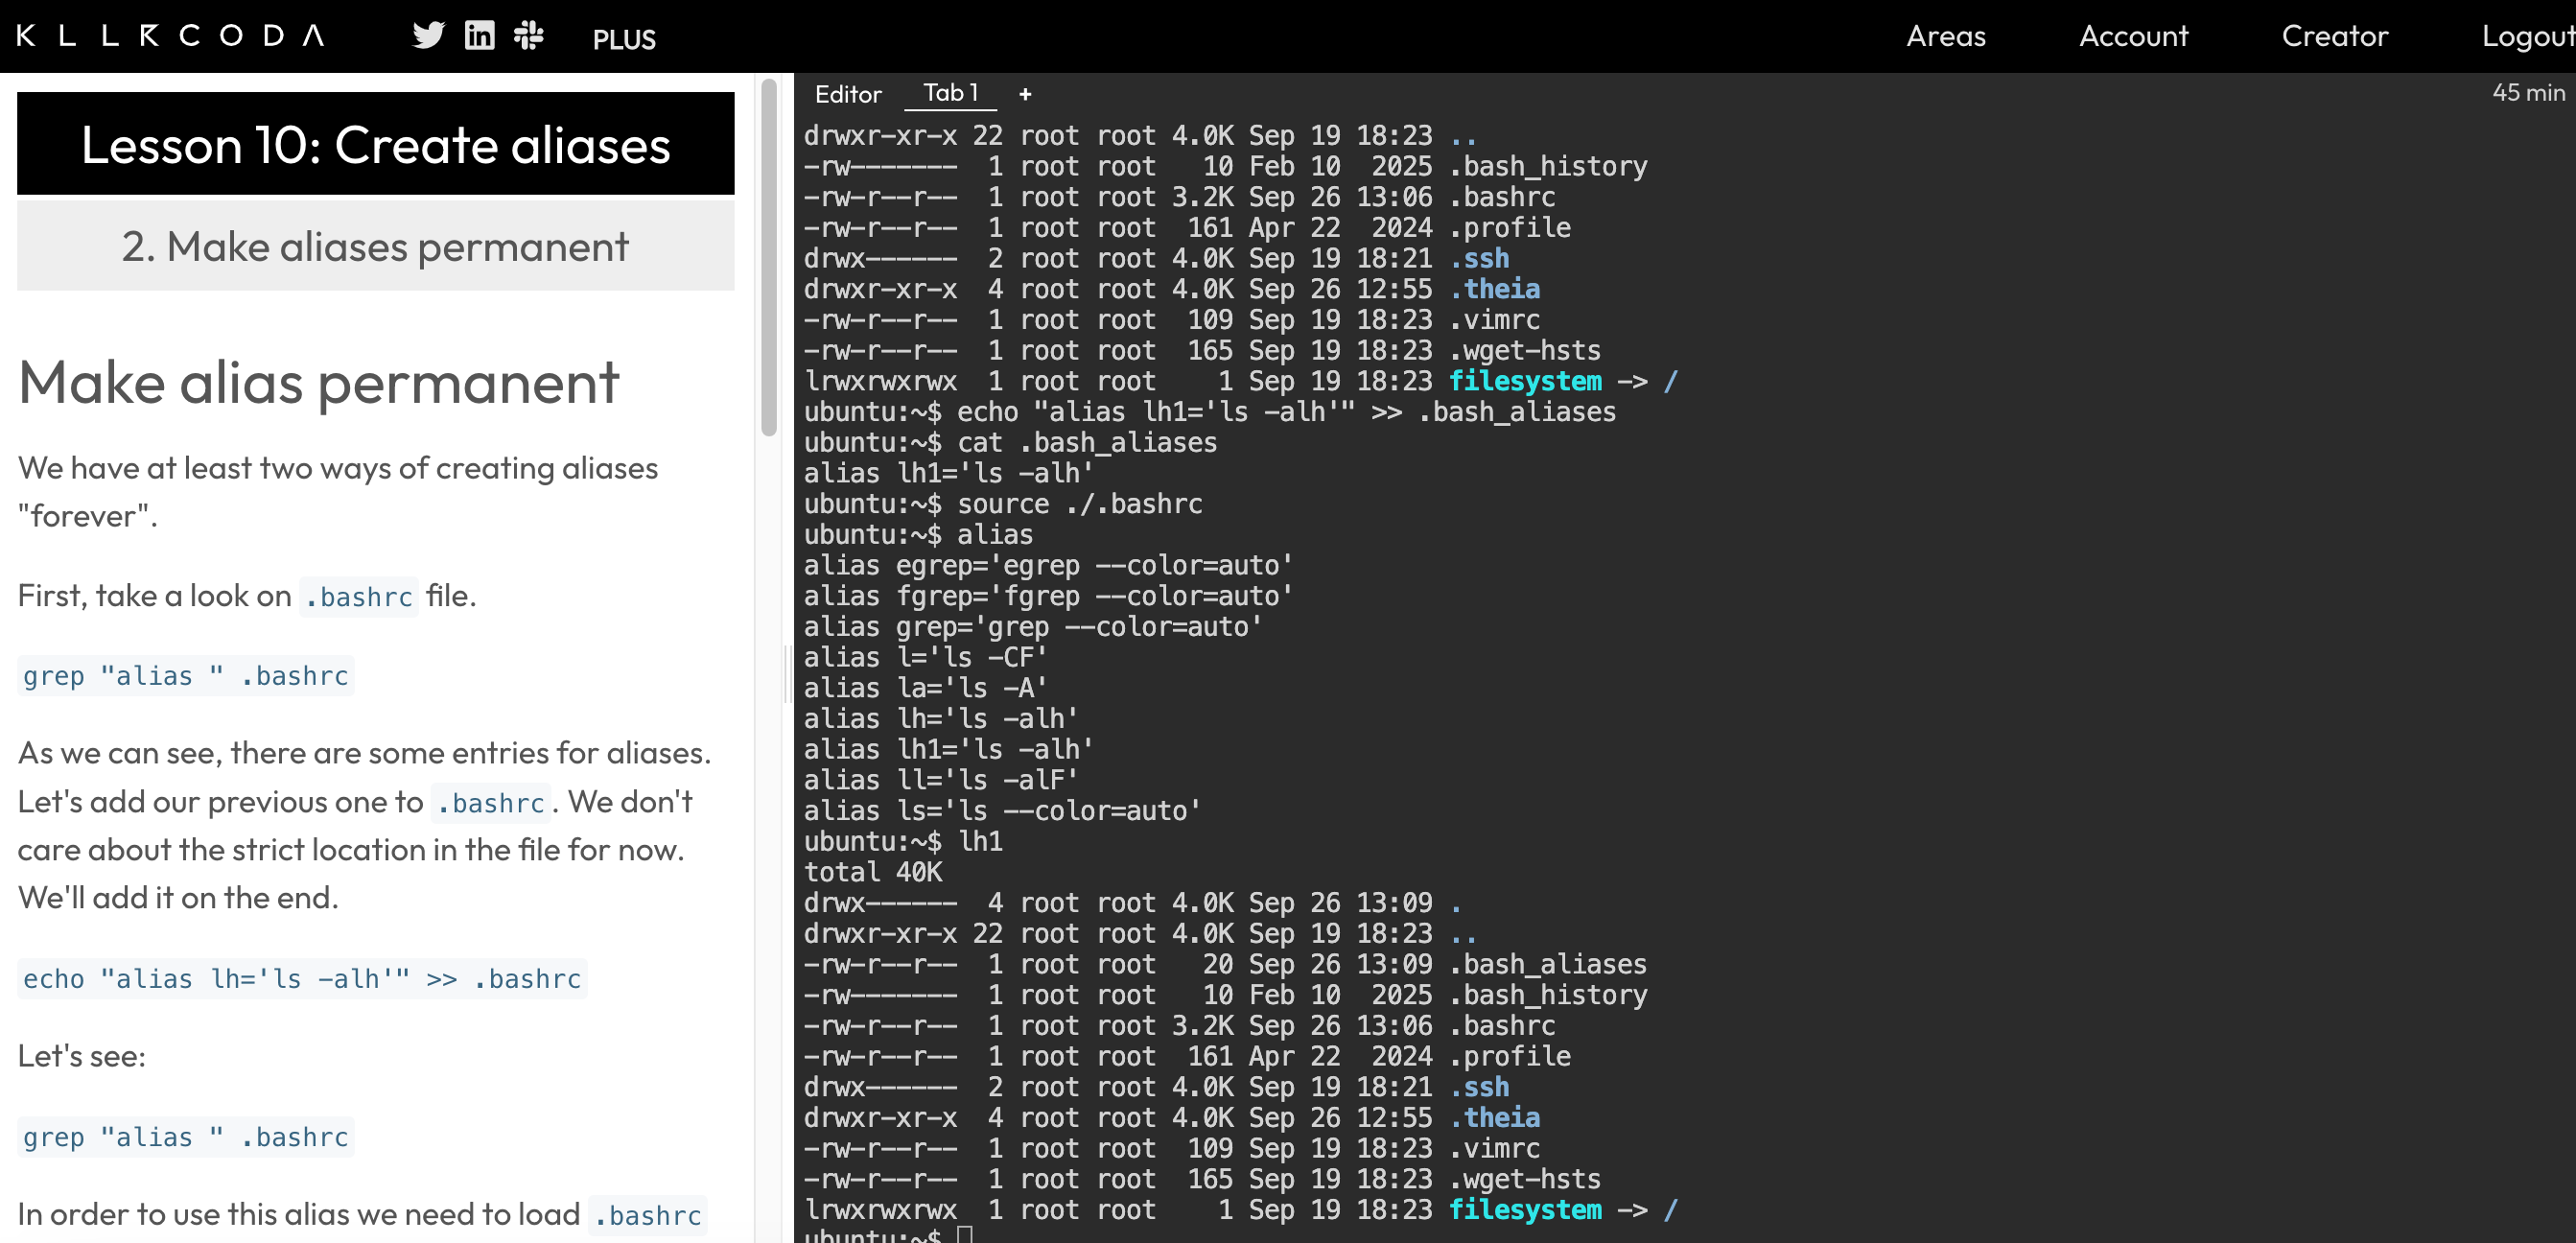 KLLRCODA PLUS Areas Account Creator Logout
Lesson 10: Create aliases
2. Make aliases permanent
Make alias permanent
We have at least two ways of creating aliases
"forever".
First, take a look on .bashrc file.
grep "alias " .bashrc
As we can see, there are some entries for aliases.
Let's add our previous one to .bashrc. We don't
care about the strict location in the file for now.
We'll add it on the end.
echo "alias lh='ls -alh'" >> .bashrc
Let's see:
grep "alias " .bashrc
In order to use this alias we need to load .bashrc
Editor Tab 1 + 45 min
drwxr-xr-x 22 root root 4.0K Sep 19 18:23 ..
-rw------- 1 root root 10 Feb 10 2025 .bash_history
-rw-r--r-- 1 root root 3.2K Sep 26 13:06 .bashrc
-rw-r--r-- 1 root root 161 Apr 22 2024 .profile
drwx------ 2 root root 4.0K Sep 19 18:21 .ssh
drwxr-xr-x 4 root root 4.0K Sep 26 12:55 .theia
-rw-r--r-- 1 root root 109 Sep 19 18:23 .vimrc
-rw-r--r-- 1 root root 165 Sep 19 18:23 .wget-hsts
lrwxrwxrwx 1 root root 1 Sep 19 18:23 filesystem -> /
ubuntu:~$ echo "alias lh1='ls -alh'" >> .bash_aliases
ubuntu:~$ cat .bash_aliases
alias lh1='ls -alh'
ubuntu:~$ source ./.bashrc
ubuntu:~$ alias
alias egrep='egrep --color=auto'
alias fgrep='fgrep --color=auto'
alias grep='grep --color=auto'
alias l='ls -CF'
alias la='ls -A'
alias lh='ls -alh'
alias lh1='ls -alh'
alias ll='ls -alF'
alias ls='ls --color=auto'
ubuntu:~$ lh1
total 40K
drwx------ 4 root root 4.0K Sep 26 13:09 .
drwxr-xr-x 22 root root 4.0K Sep 19 18:23 ..
-rw-r--r-- 1 root root 20 Sep 26 13:09 .bash_aliases
-rw------- 1 root root 10 Feb 10 2025 .bash_history
-rw-r--r-- 1 root root 3.2K Sep 26 13:06 .bashrc
-rw-r--r-- 1 root root 161 Apr 22 2024 .profile
drwx------ 2 root root 4.0K Sep 19 18:21 .ssh
drwxr-xr-x 4 root root 4.0K Sep 26 12:55 .theia
-rw-r--r-- 1 root root 109 Sep 19 18:23 .vimrc
-rw-r--r-- 1 root root 165 Sep 19 18:23 .wget-hsts
lrwxrwxrwx 1 root root 1 Sep 19 18:23 filesystem -> /
ubuntu:~$